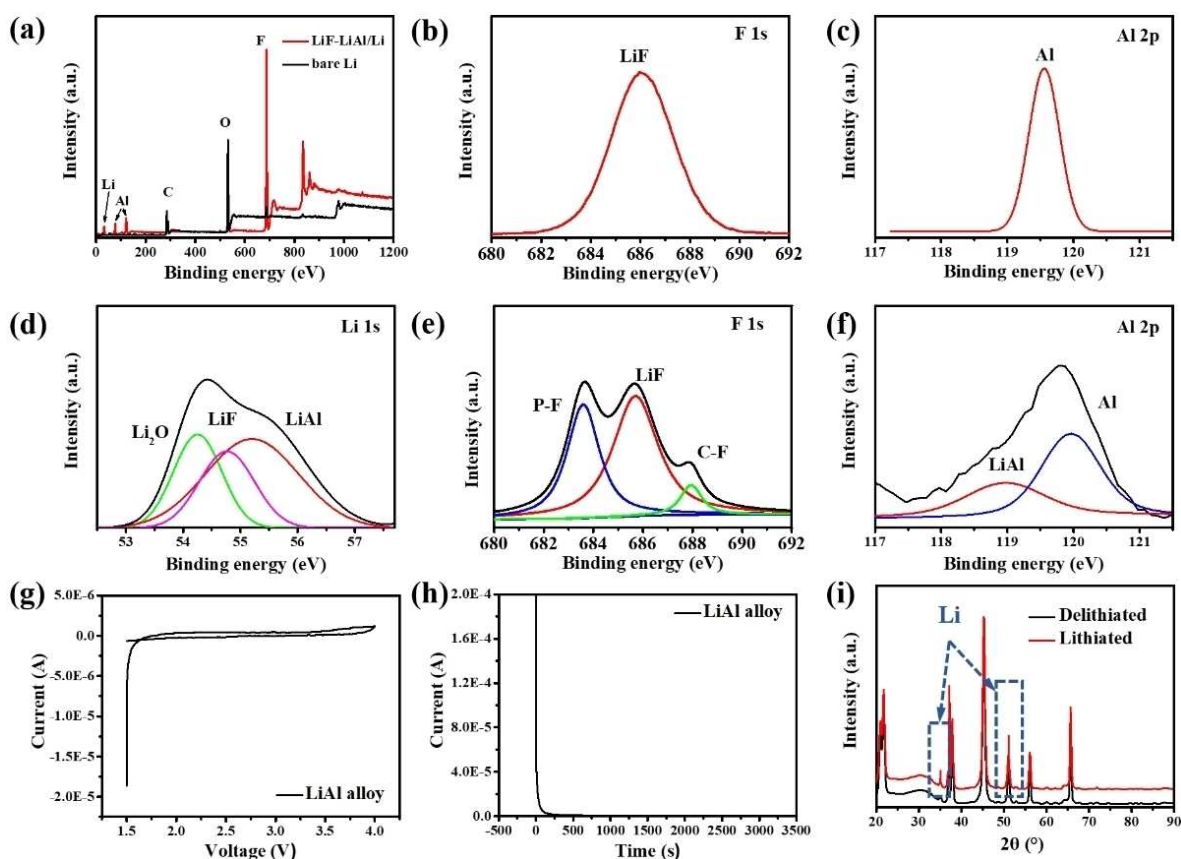 (a)
Intensity (a.u.)
F
LiF-LiAl/Li
bare Li
O
Li
Al
C
0 200 400 600 800 1000 1200
Binding energy (eV)
(b)
F 1s
Intensity (a.u.)
LiF
680 682 684 686 688 690 692
Binding energy(eV)
(c)
Al 2p
Intensity (a.u.)
Al
117 118 119 120 121
Binding energy (eV)
(d)
Li 1s
Intensity (a.u.)
Li₂O
LiF
LiAl
53 54 55 56 57
Binding energy (eV)
(e)
F 1s
Intensity (a.u.)
P-F
LiF
C-F
680 682 684 686 688 690 692
Binding energy (eV)
(f)
Al 2p
Intensity (a.u.)
LiAl
Al
117 118 119 120 121
Binding energy (eV)
(g)
Current (A)
5.0E-6
0.0
-5.0E-6
-1.0E-5
-1.5E-5
-2.0E-5
LiAl alloy
1.5 2.0 2.5 3.0 3.5 4.0
Voltage (V)
(h)
Current (A)
2.0E-4
1.6E-4
1.2E-4
8.0E-5
4.0E-5
0.0
LiAl alloy
-500 0 500 1000 1500 2000 2500 3000 3500
Time (s)
(i)
Intensity (a.u.)
Li
Delithiated
Lithiated
20 30 40 50 60 70 80 90
2θ (°)